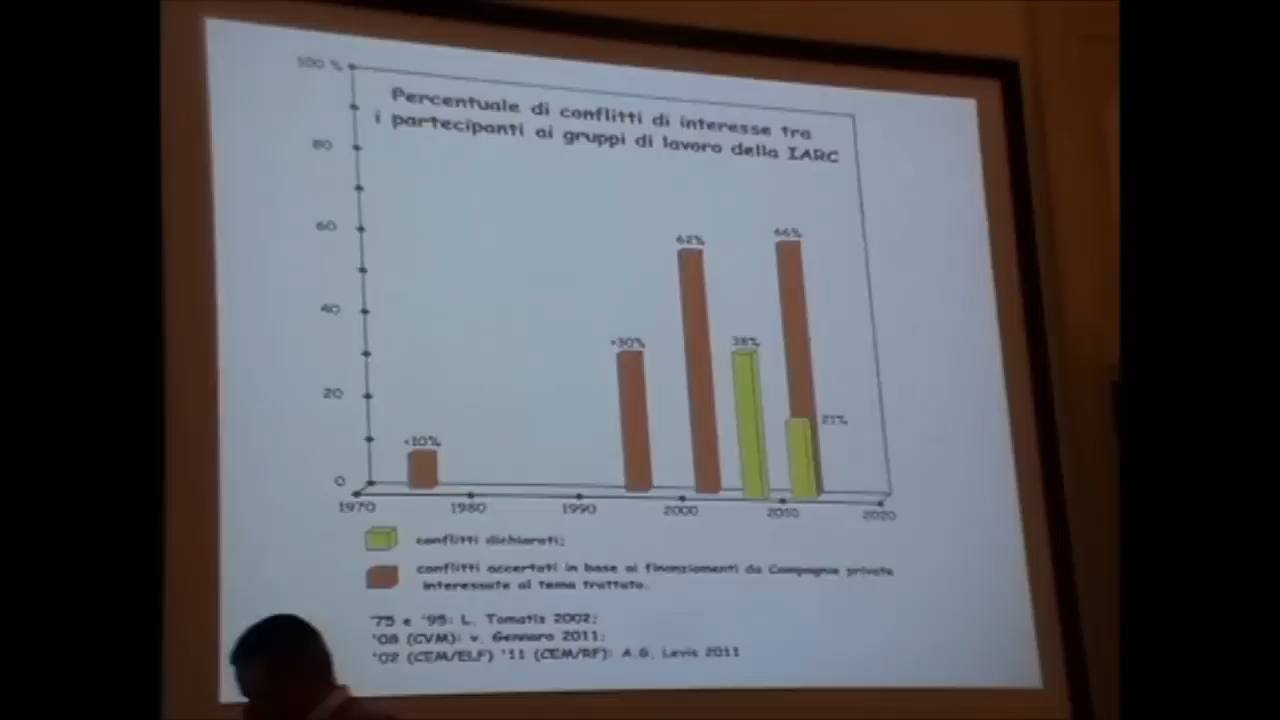 100 %
Percentuale di conflitti di interesse tra
i partecipanti ai gruppi di lavoro della IARC
80
60
62%
66%
40
>30%
38%
20
21%
<10%
0
1970 1980 1990 2000 2010 2020
conflitti dichiarati;
conflitti accertati in base ai finanziamenti da Compagnie private
interessate al tema trattato.
'75 e '95: L. Tomatis 2002;
'08 (CVM): v. Gennaro 2011;
'02 (CEM/ELF) '11 (CEM/RF): A.G. Levis 2011